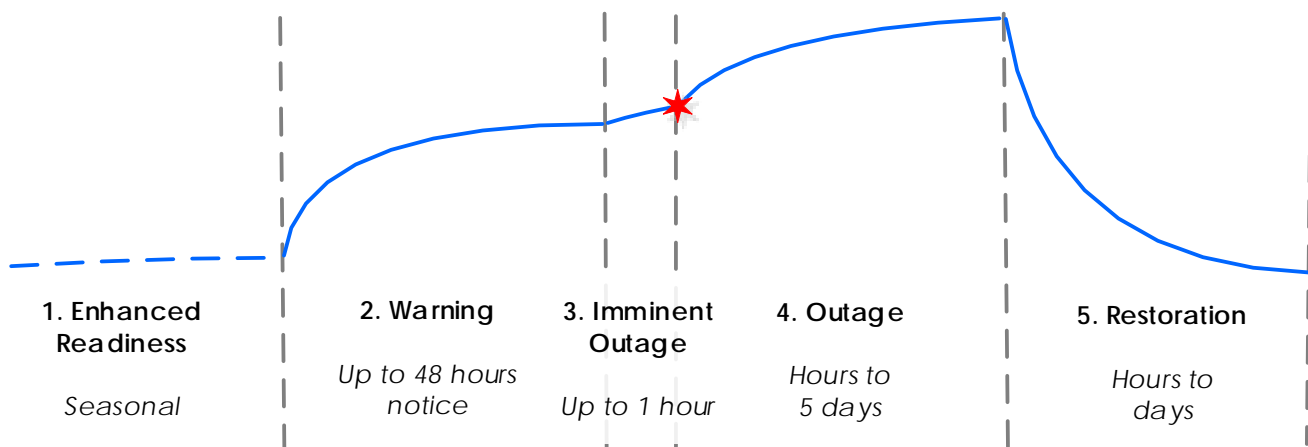 1. Enhanced
Readiness
Seasonal
2. Warning
Up to 48 hours
notice
3. Imminent
Outage
Up to 1 hour
4. Outage
Hours to
5 days
5. Restoration
Hours to
days